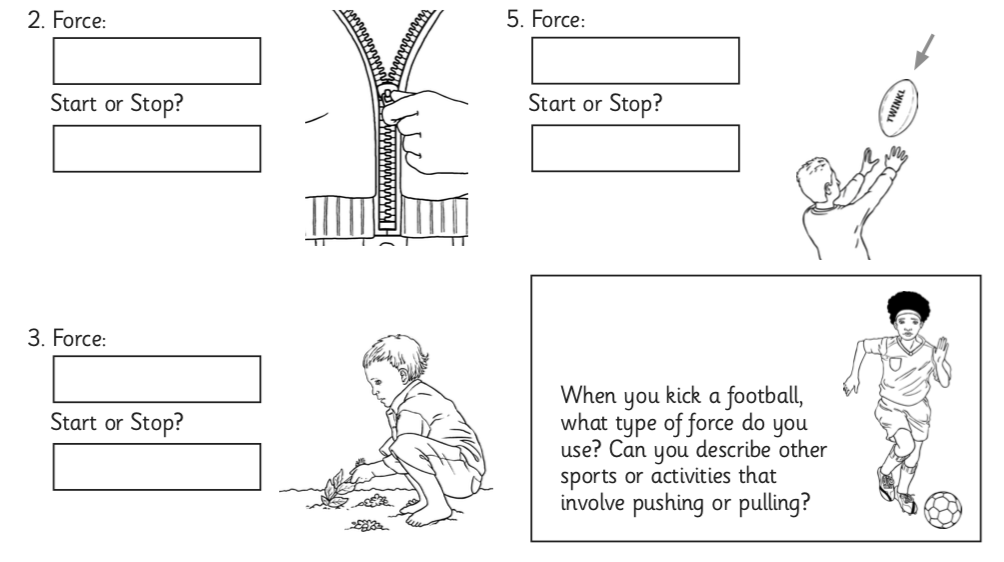 2. Force:
Start or Stop?
3. Force:
Start or Stop?
5. Force:
Start or Stop?
TWINKL
When you kick a football,
what type of force do you
use? Can you describe other
sports or activities that
involve pushing or pulling?